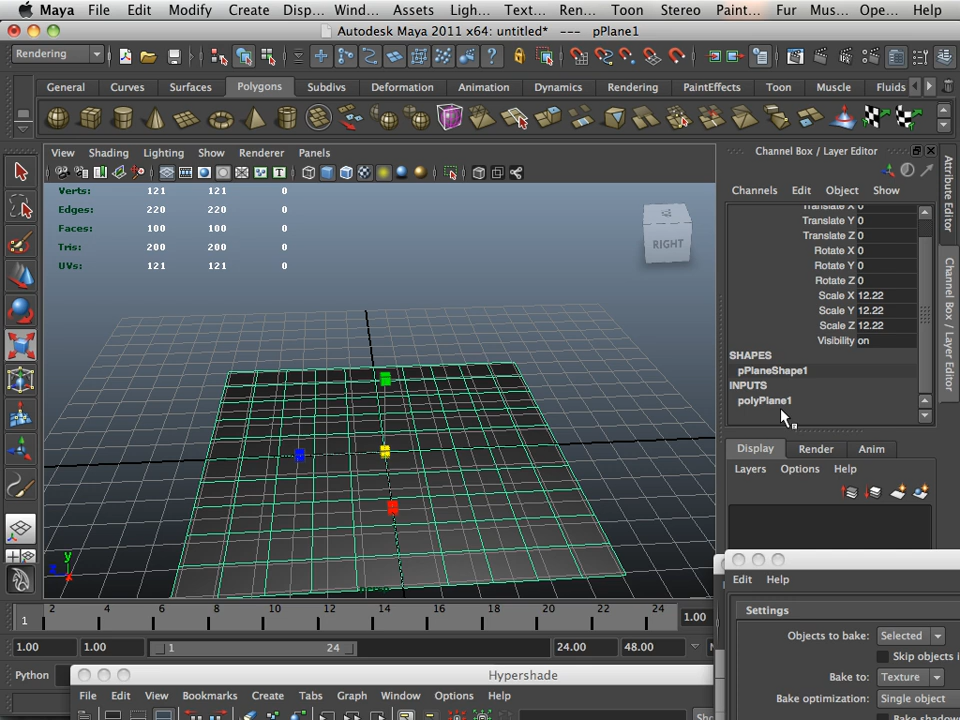 Maya File Edit Modify Create Disp... Wind... Assets Ligh... Text... Ren... Toon Stereo Paint... Fur Mus... Ope... Help
Autodesk Maya 2011 x64: untitled* --- pPlane1
Rendering
General Curves Surfaces Polygons Subdivs Deformation Animation Dynamics Rendering PaintEffects Toon Muscle Fluids
View Shading Lighting Show Renderer Panels
Channel Box / Layer Editor
Channels Edit Object Show
Verts: 121 121 0
Edges: 220 220 0
Faces: 100 100 0
Tris: 200 200 0
UVs: 121 121 0
RIGHT
Translate X 0
Translate Y 0
Translate Z 0
Rotate X 0
Rotate Y 0
Rotate Z 0
Scale X 12.22
Scale Y 12.22
Scale Z 12.22
Visibility on
SHAPES
pPlaneShape1
INPUTS
polyPlane1
Attribute Editor
Channel Box / Layer Editor
Display Render Anim
Layers Options Help
y
2 4 6 8 10 12 14 16 18 20 22 24
1
1.00
1.00 1.00 1 24 24.00 48.00
Python
Hypershade
File Edit View Bookmarks Create Tabs Graph Window Options Help
Edit Help
Settings
Objects to bake: Selected
Skip objects
Bake to: Texture
Bake optimization: Single object